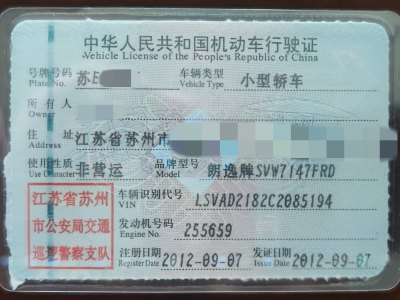 中华人民共和国机动车行驶证
Vehicle License of the People's Republic of China
号牌号码 苏E 车辆类型 小型轿车
Plate No. Vehicle Type
所有人
Owner
住址 江苏省苏州市
Address
使用性质 非营运 品牌型号 朗逸牌SVW7147FRD
Use Character Model
江苏省苏州 车辆识别代号 LSVAD2182C2085194
VIN
市公安局交通 发动机号码 255659
Engine No.
巡逻警察支队 注册日期 2012-09-07 发证日期 2012-09-07
Register Date Issue Date